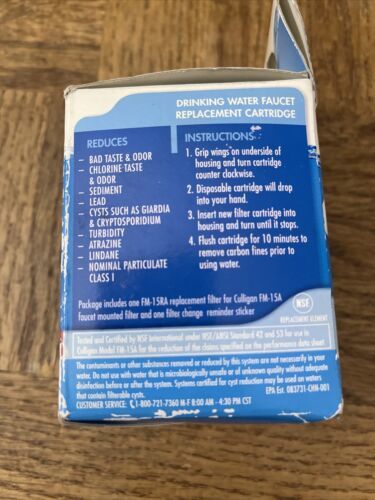 DRINKING WATER FAUCET
REPLACEMENT CARTRIDGE
REDUCES
– BAD TASTE & ODOR
– CHLORINE TASTE
& ODOR
– SEDIMENT
– LEAD
– CYSTS SUCH AS GIARDIA
& CRYPTOSPORIDIUM
– TURBIDITY
– ATRAZINE
– LINDANE
– NOMINAL PARTICULATE
CLASS I
INSTRUCTIONS
1. Grip wings on underside of
housing and turn cartridge
counter clockwise.
2. Disposable cartridge will drop
into your hand.
3. Insert new filter cartridge into
housing and turn until it stops.
4. Flush cartridge for 10 minutes to
remove carbon fines prior to
using water.
Package includes one FM-15RA replacement filter for Culligan FM-15A
faucet mounted filter and one filter change reminder sticker
NSF
REPLACEMENT ELEMENT
Tested and Certified by NSF International under NSF/ANSI Standard 42 and 53 for use in
Culligan Model FM-15A for the reduction of the claims specified on the performance data sheet
The contaminants or other substances removed or reduced by this system are not necessarily in your
water. Do not use with water that is microbiologically unsafe or of unknown quality without adequate
disinfection before or after the system. Systems certified for cyst reduction may be used on waters
that contain filterable cysts.
EPA Est. 083731-CHN-001
CUSTOMER SERVICE: 1-800-721-7360 M-F 8:00 AM - 4:30 PM CST